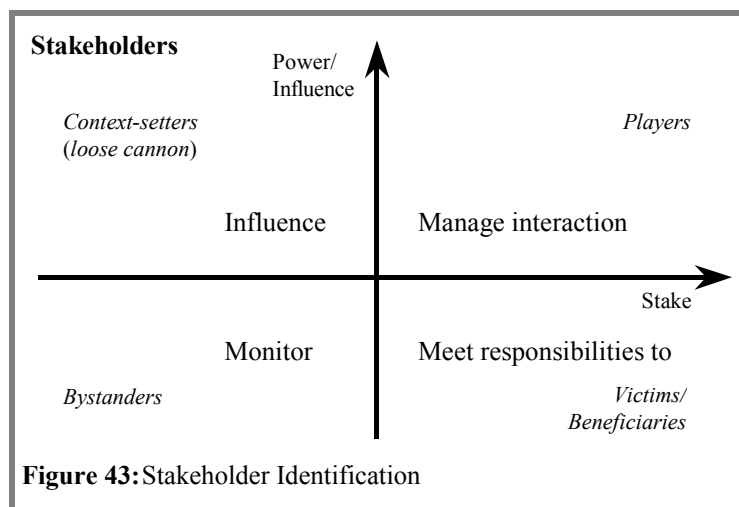 Stakeholders
Power/
Influence
Context-setters
(loose cannon)
Players
Influence
Manage interaction
Stake
Monitor
Meet responsibilities to
Bystanders
Victims/
Beneficiaries
Figure 43: Stakeholder Identification